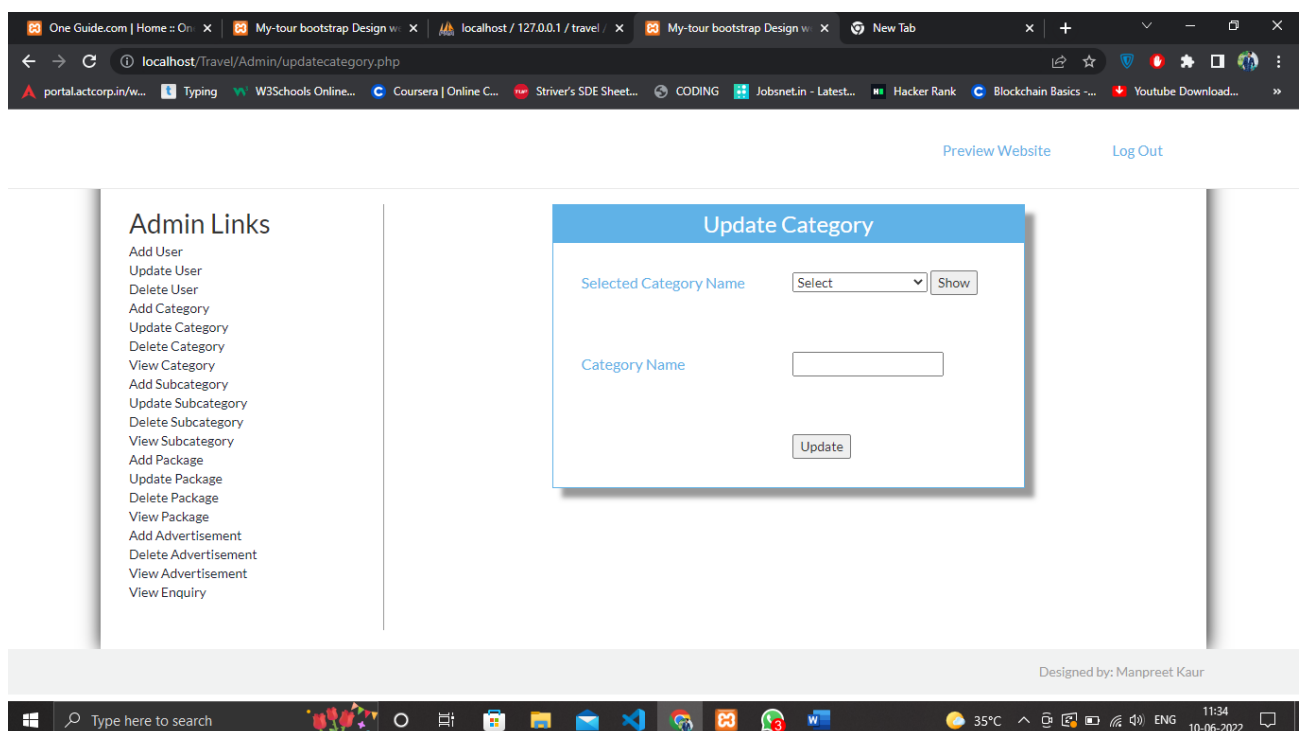 One Guide.com | Home :: On
My-tour bootstrap Design w
localhost / 127.0.0.1 / travel /
My-tour bootstrap Design w
New Tab
localhost/Travel/Admin/updatecategory.php
portal.actcorp.in/w...
Typing
W3Schools Online...
Coursera | Online C...
Striver's SDE Sheet...
CODING
Jobsnet.in - Latest...
Hacker Rank
Blockchain Basics -...
Youtube Download...
»
Preview Website
Log Out
Admin Links
Add User
Update User
Delete User
Add Category
Update Category
Delete Category
View Category
Add Subcategory
Update Subcategory
Delete Subcategory
View Subcategory
Add Package
Update Package
Delete Package
View Package
Add Advertisement
Delete Advertisement
View Advertisement
View Enquiry
Update Category
Selected Category Name
Select
Show
Category Name
Update
Designed by: Manpreet Kaur
Type here to search
3
35°C
ENG
11:34
10-06-2022